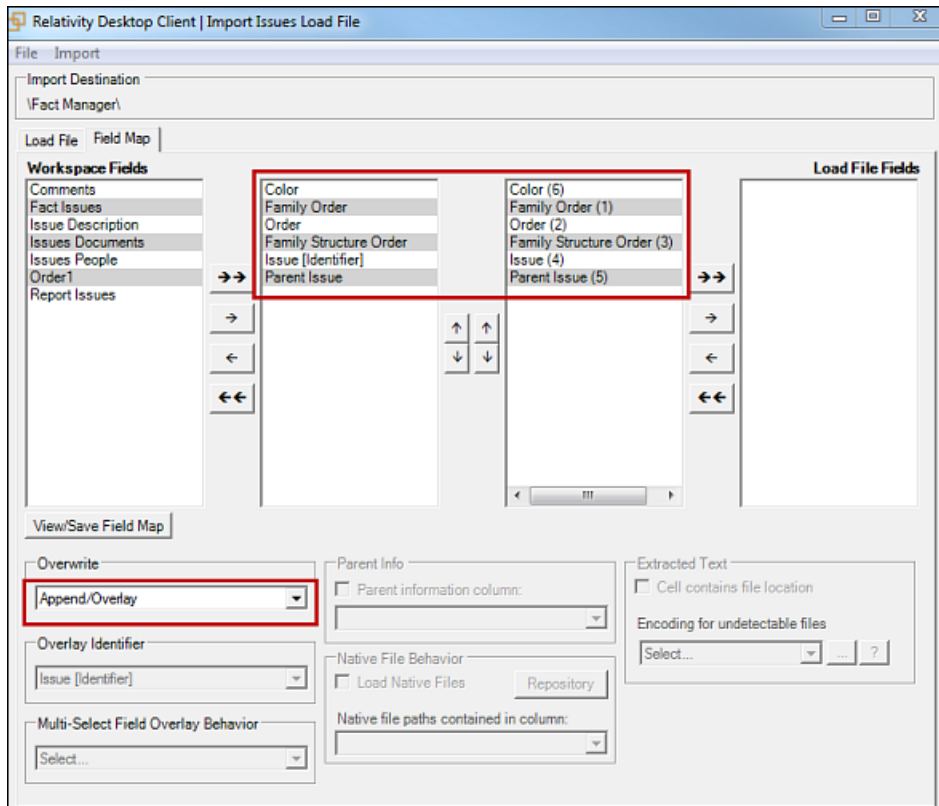 Relativity Desktop Client | Import Issues Load File
File Import
Import Destination
\Fact Manager\
Load File Field Map
Workspace Fields Load File Fields
Comments Color Color (6)
Fact Issues Family Order Family Order (1)
Issue Description Order Order (2)
Issues Documents Family Structure Order Family Structure Order (3)
Issues People Issue [Identifier] Issue (4)
Order1 Parent Issue Parent Issue (5)
Report Issues
View/Save Field Map
Overwrite Parent Info Extracted Text
Append/Overlay Parent information column: Cell contains file location
Encoding for undetectable files
Overlay Identifier Native File Behavior Select... ... ?
Issue [Identifier] Load Native Files Repository
Multi-Select Field Overlay Behavior Native file paths contained in column:
Select...